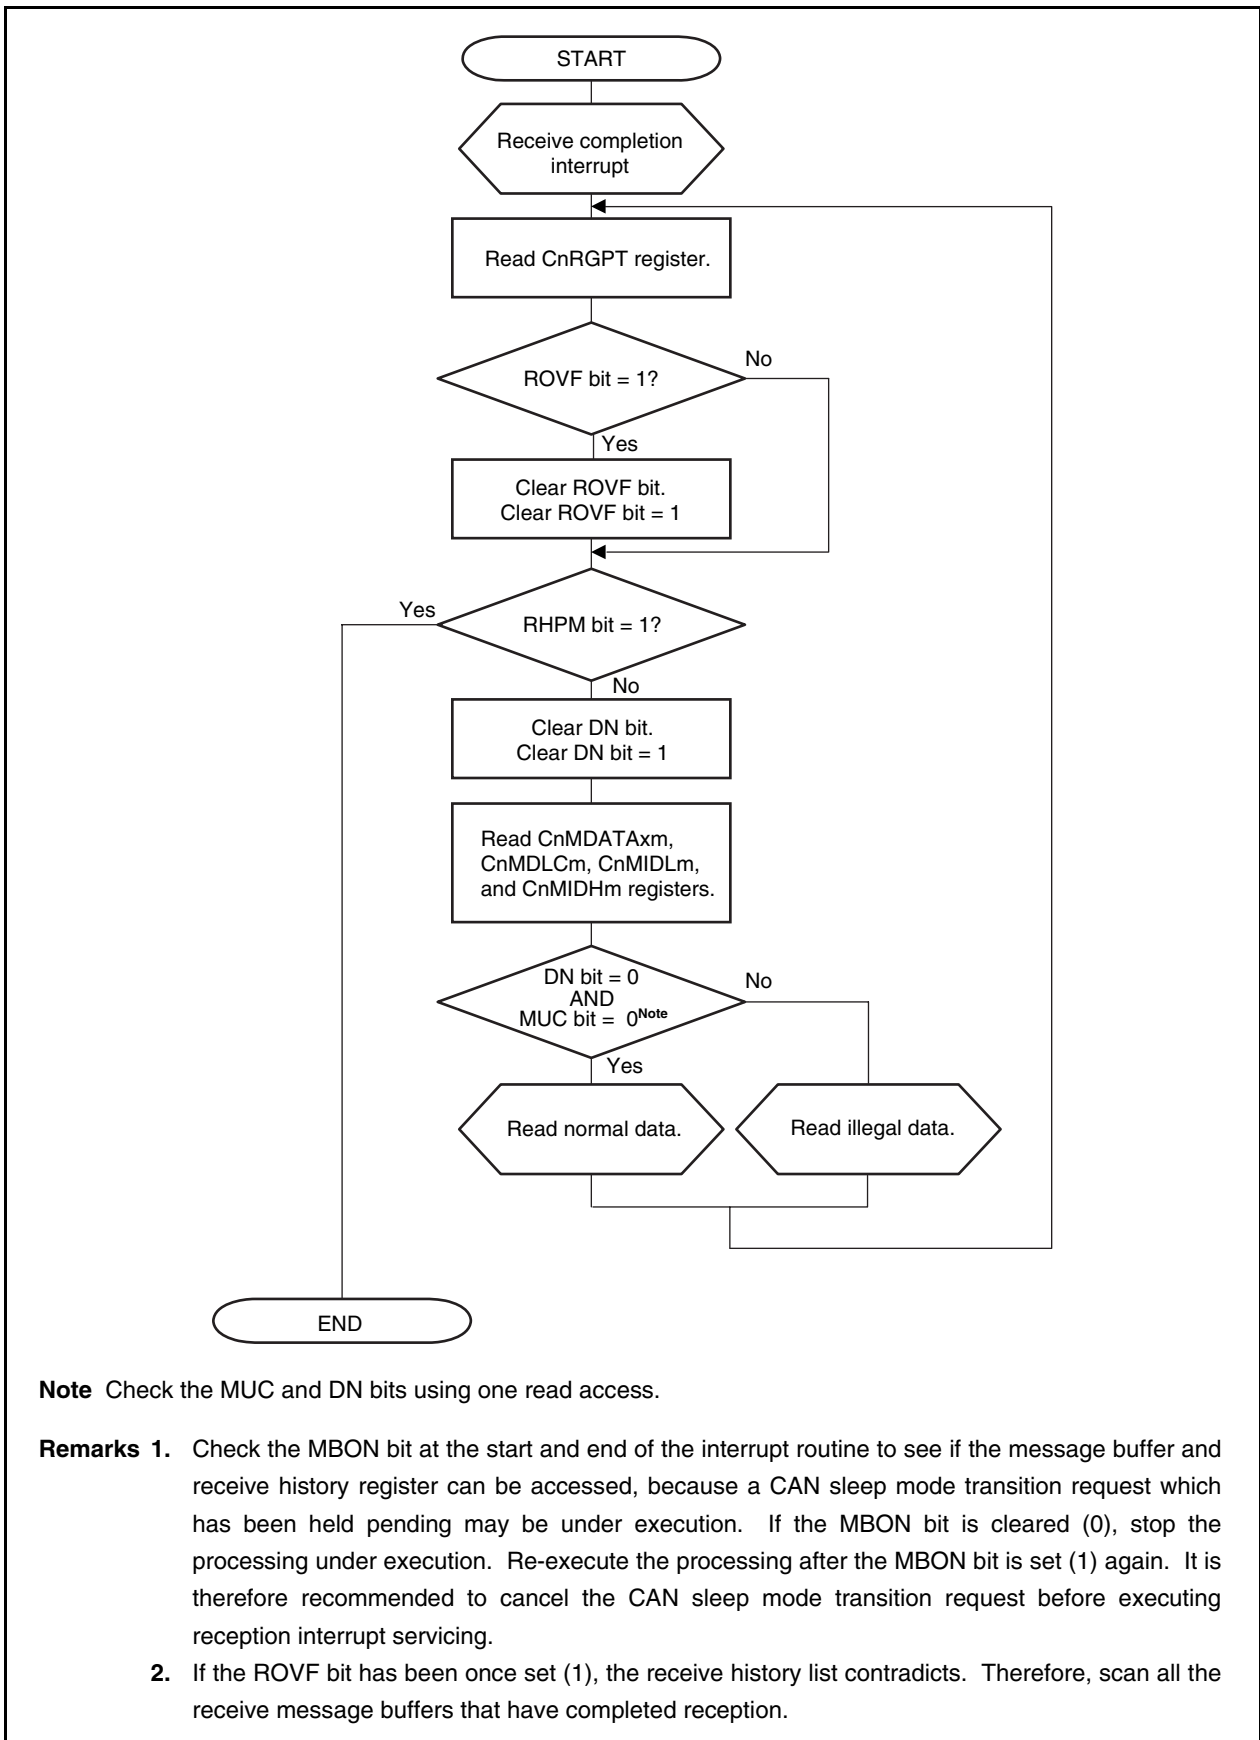 START
Receive completion
interrupt
Read CnRGPT register.
No
ROVF bit = 1?
Yes
Clear ROVF bit.
Clear ROVF bit = 1
Yes
RHPM bit = 1?
No
Clear DN bit.
Clear DN bit = 1
Read CnMDATAxm,
CnMDLCm, CnMIDLm,
and CnMIDHm registers.
DN bit = 0
AND
MUC bit = 0Note
No
Yes
Read normal data.
Read illegal data.
END
Note Check the MUC and DN bits using one read access.
Remarks 1. Check the MBON bit at the start and end of the interrupt routine to see if the message buffer and
receive history register can be accessed, because a CAN sleep mode transition request which
has been held pending may be under execution. If the MBON bit is cleared (0), stop the
processing under execution. Re-execute the processing after the MBON bit is set (1) again. It is
therefore recommended to cancel the CAN sleep mode transition request before executing
reception interrupt servicing.
2. If the ROVF bit has been once set (1), the receive history list contradicts. Therefore, scan all the
receive message buffers that have completed reception.